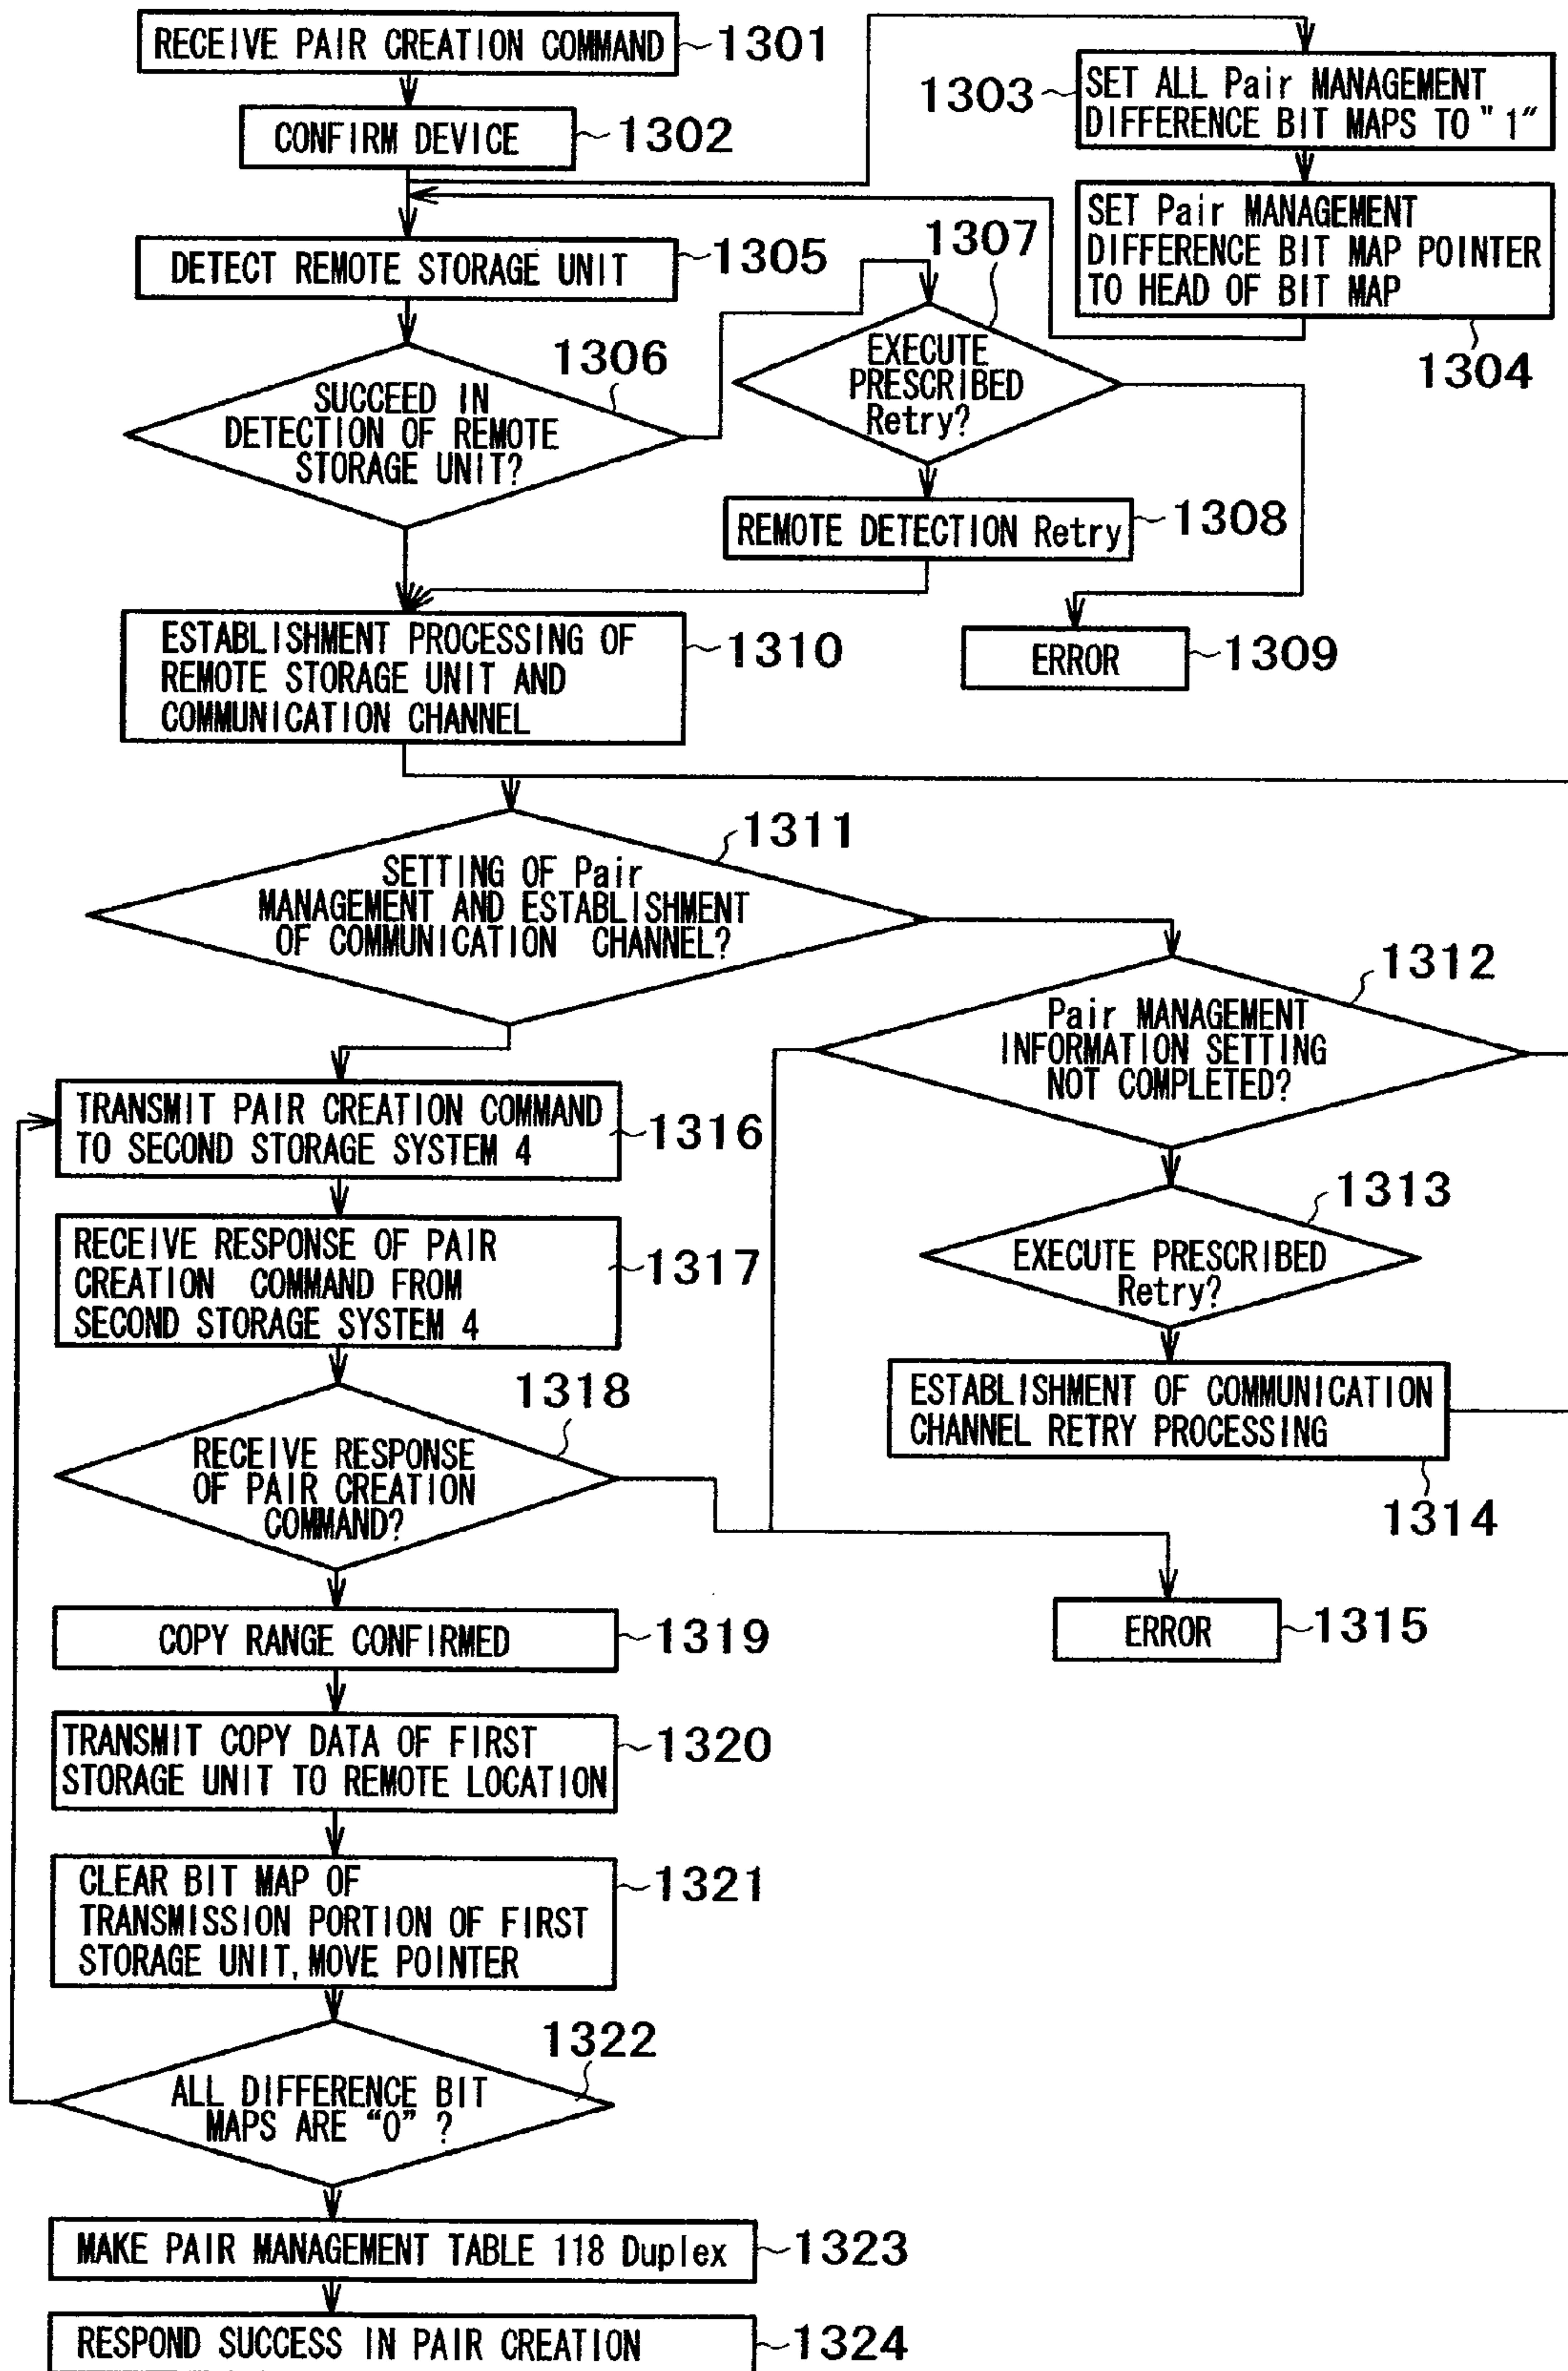 RECEIVE PAIR CREATION COMMAND
1301
CONFIRM DEVICE
1302
1303
SET ALL Pair MANAGEMENT
DIFFERENCE BIT MAPS TO "1"
SET Pair MANAGEMENT
DIFFERENCE BIT MAP POINTER
TO HEAD OF BIT MAP
1304
DETECT REMOTE STORAGE UNIT
1305
1306
SUCCEED IN
DETECTION OF REMOTE
STORAGE UNIT?
1307
EXECUTE
PRESCRIBED
Retry?
REMOTE DETECTION Retry
1308
ERROR
1309
ESTABLISHMENT PROCESSING OF
REMOTE STORAGE UNIT AND
COMMUNICATION CHANNEL
1310
1311
SETTING OF Pair
MANAGEMENT AND ESTABLISHMENT
OF COMMUNICATION CHANNEL?
1312
Pair MANAGEMENT
INFORMATION SETTING
NOT COMPLETED?
1313
EXECUTE PRESCRIBED
Retry?
ESTABLISHMENT OF COMMUNICATION
CHANNEL RETRY PROCESSING
1314
ERROR
1315
TRANSMIT PAIR CREATION COMMAND
TO SECOND STORAGE SYSTEM 4
1316
RECEIVE RESPONSE OF PAIR
CREATION COMMAND FROM
SECOND STORAGE SYSTEM 4
1317
1318
RECEIVE RESPONSE
OF PAIR CREATION
COMMAND?
COPY RANGE CONFIRMED
1319
TRANSMIT COPY DATA OF FIRST
STORAGE UNIT TO REMOTE LOCATION
1320
CLEAR BIT MAP OF
TRANSMISSION PORTION OF FIRST
STORAGE UNIT, MOVE POINTER
1321
1322
ALL DIFFERENCE BIT
MAPS ARE “0” ?
MAKE PAIR MANAGEMENT TABLE 118 Duplex
1323
RESPOND SUCCESS IN PAIR CREATION
1324